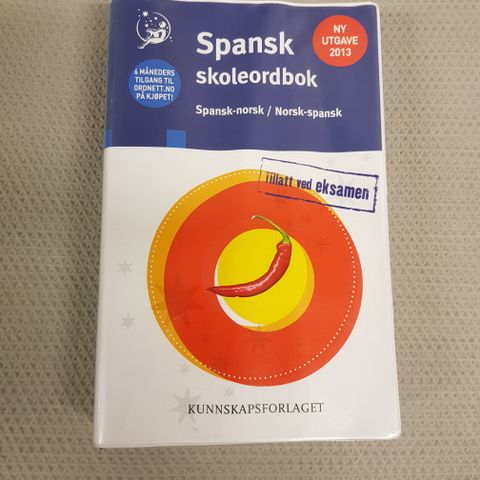 Spansk
skoleordbok
Spansk-norsk / Norsk-spansk
NY
UTGAVE
2013
6 MÅNEDERS
TILGANG TIL
ORDNETT.NO
PÅ KJØPET!
Tillatt ved eksamen
KUNNSKAPSFORLAGET